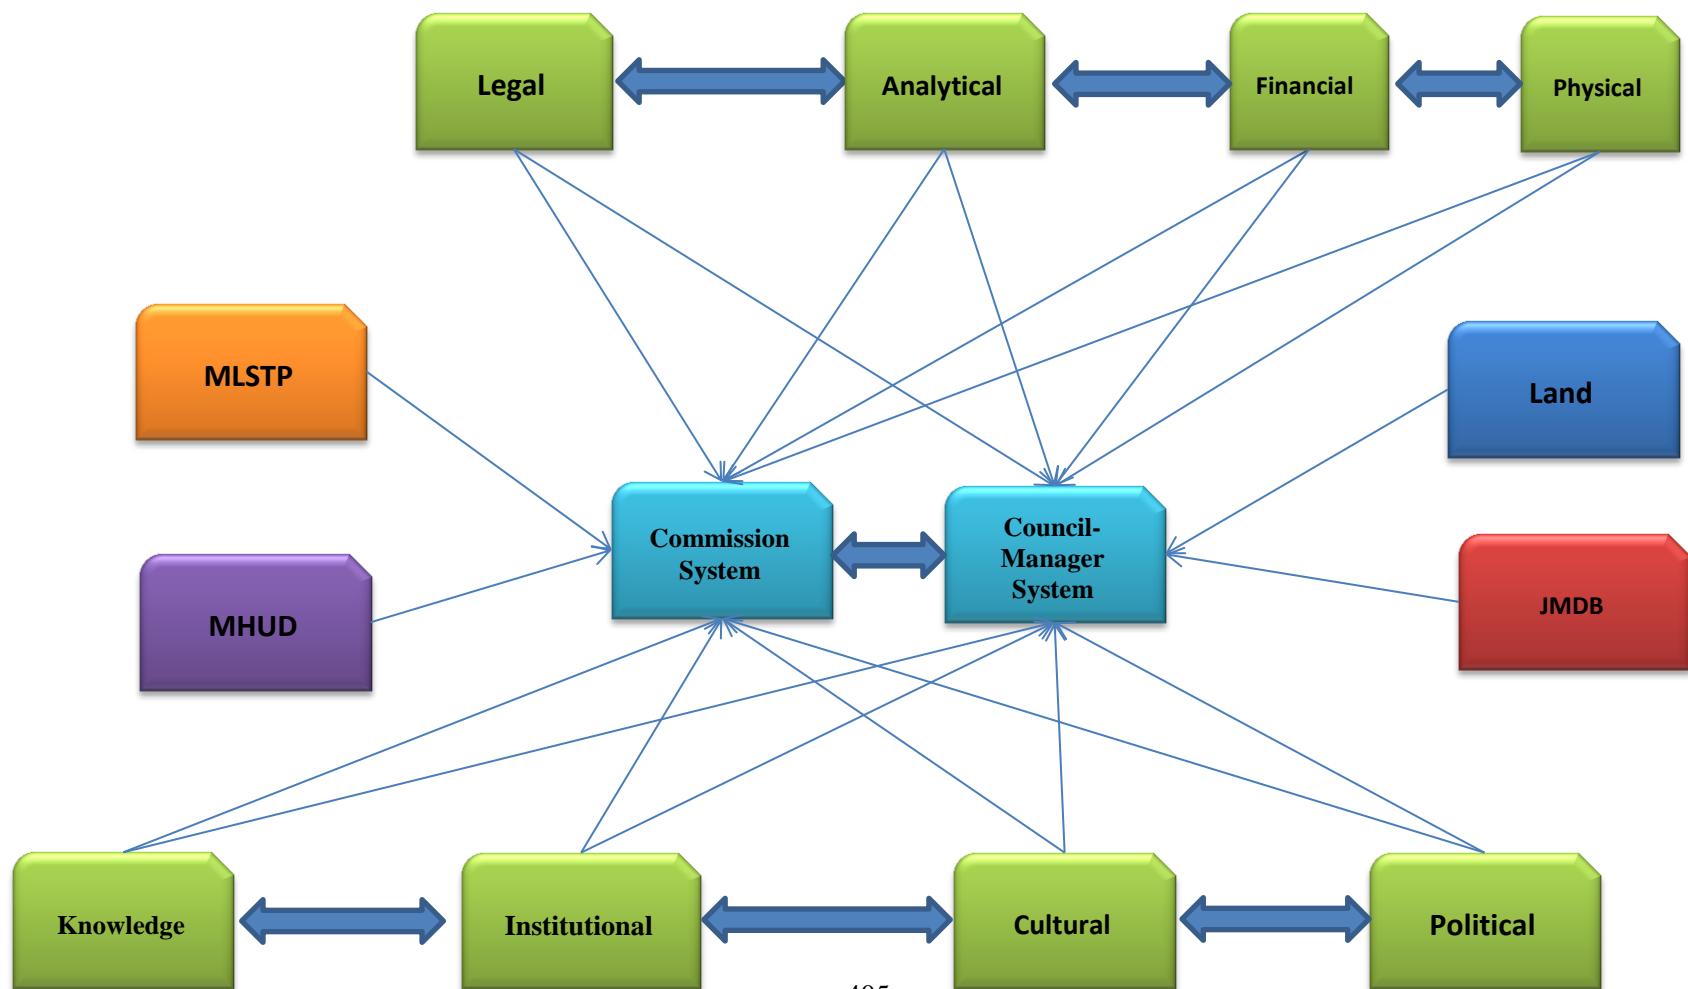 Legal
Analytical
Financial
Physical
MLSTP
Land
Commission
System
Council-
Manager
System
MHUD
JMDB
Knowledge
Institutional
Cultural
Political